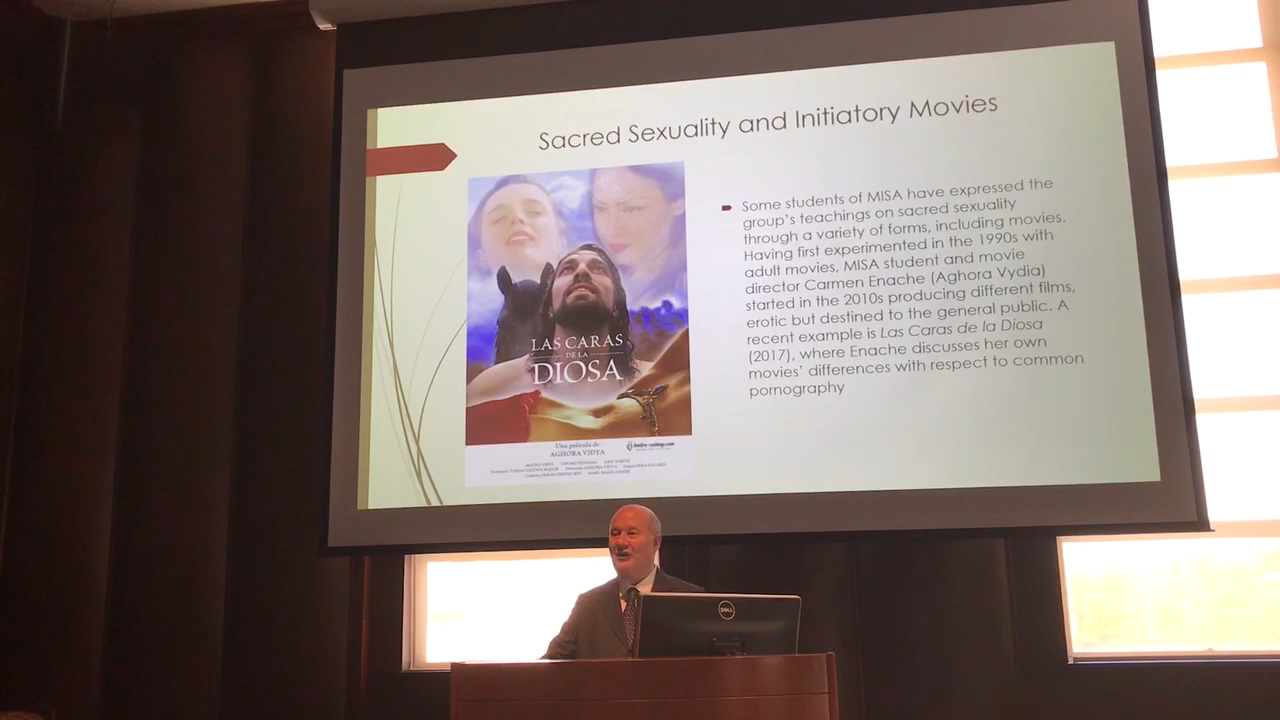 Sacred Sexuality and Initiatory Movies
Some students of MISA have expressed the
group's teachings on sacred sexuality
through a variety of forms, including movies.
Having first experimented in the 1990s with
adult movies, MISA student and movie
director Carmen Enache (Aghora Vydia)
started in the 2010s producing different films,
erotic but destined to the general public. A
recent example is Las Caras de la Diosa
(2017), where Enache discusses her own
movies' differences with respect to common
pornography
LAS CARAS
DE LA
DIOSA
Una película de
AGHORA VIDYA
DELL